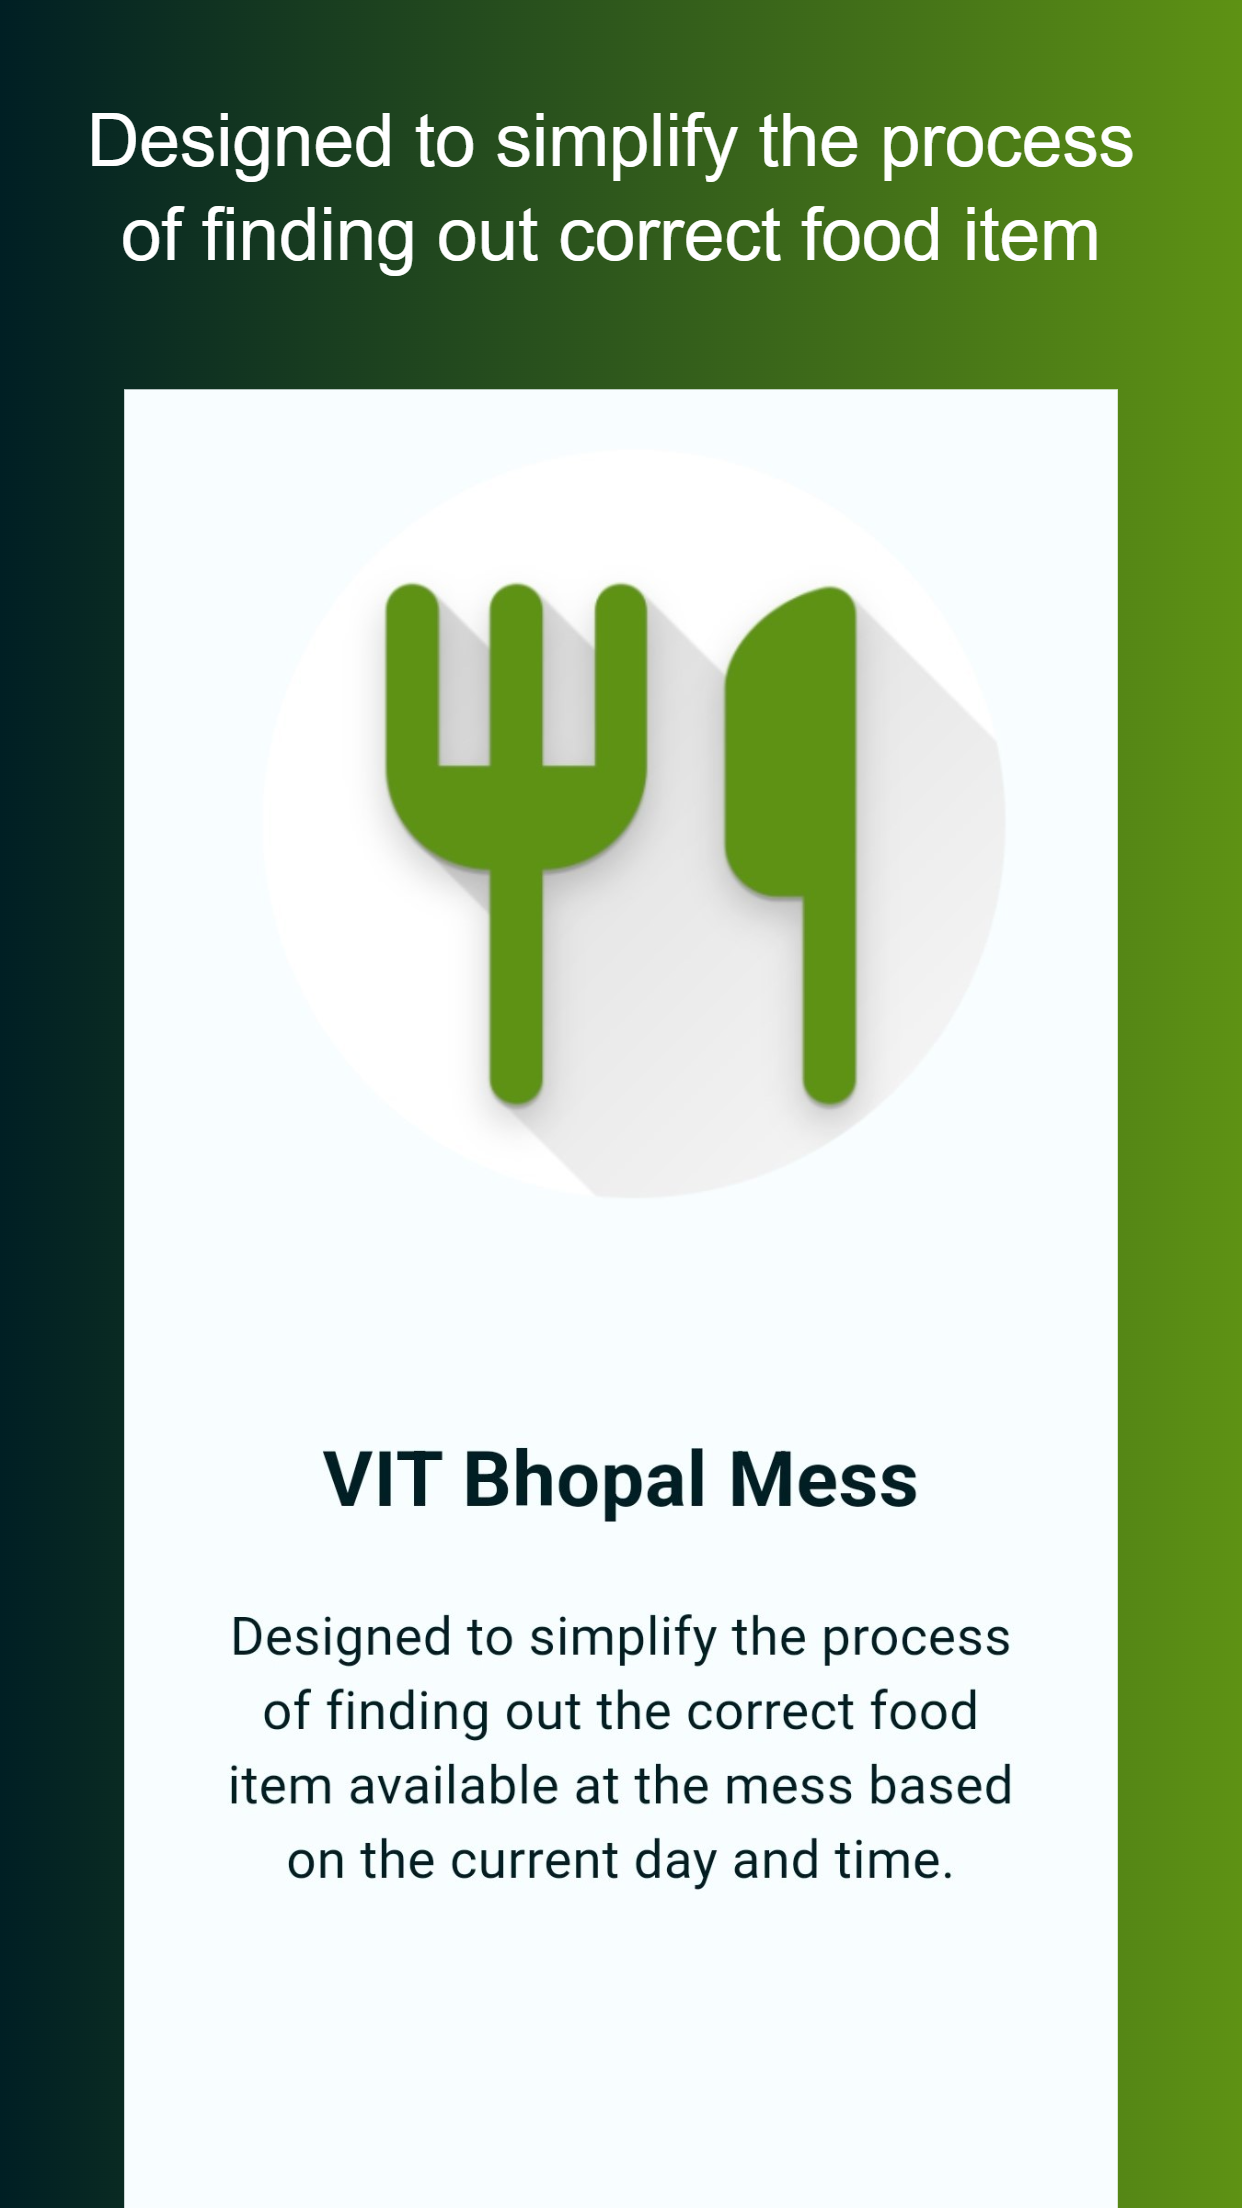 Designed to simplify the process
of finding out correct food item
VIT Bhopal Mess
Designed to simplify the process
of finding out the correct food
item available at the mess based
on the current day and time.